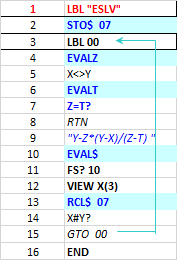 1 LBL "ESLV"
2 STO$ 07
3 LBL 00
4 EVALZ
5 X<>Y
6 EVALT
7 Z=T?
8 RTN
9 "Y-Z*(Y-X)/(Z-T) "
10 EVAL$
11 FS? 10
12 VIEW X(3)
13 RCL$ 07
14 X#Y?
15 GTO 00
16 END